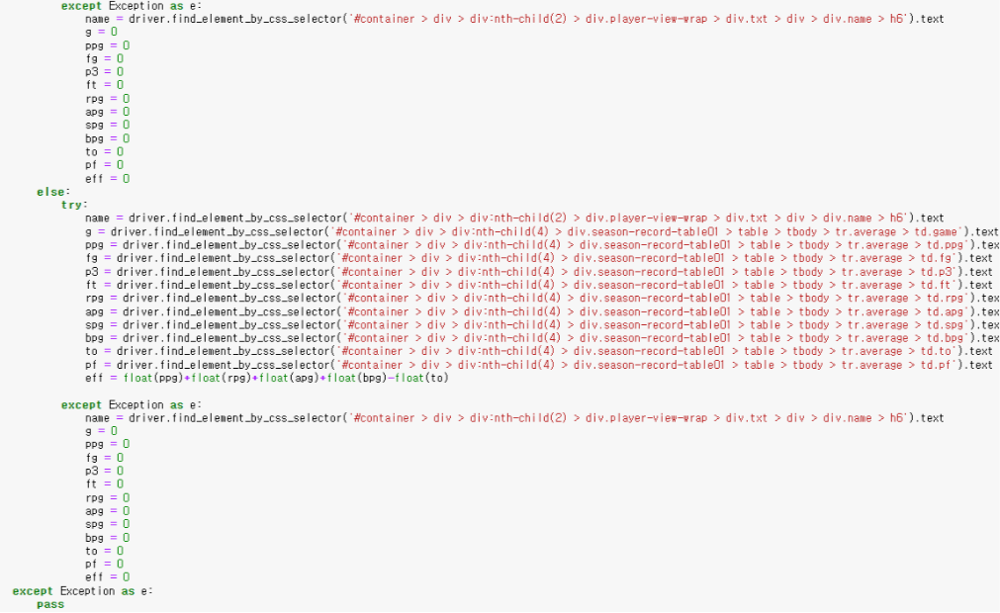 except Exception as e:
name = driver.find_element_by_css_selector('#container > div > div:nth-child(2) > div.player-view-wrap > div.txt > div > div.name > h6').text
g = 0
ppg = 0
fg = 0
p3 = 0
ft = 0
rpg = 0
apg = 0
spg = 0
bpg = 0
to = 0
pf = 0
eff = 0
else:
try:
name = driver.find_element_by_css_selector('#container > div > div:nth-child(2) > div.player-view-wrap > div.txt > div > div.name > h6').text
g = driver.find_element_by_css_selector('#container > div > div:nth-child(4) > div.season-record-table01 > table > tbody > tr.average > td.game').text
ppg = driver.find_element_by_css_selector('#container > div > div:nth-child(4) > div.season-record-table01 > table > tbody > tr.average > td.ppg').tex
fg = driver.find_element_by_css_selector('#container > div > div:nth-child(4) > div.season-record-table01 > table > tbody > tr.average > td.fg').text
p3 = driver.find_element_by_css_selector('#container > div > div:nth-child(4) > div.season-record-table01 > table > tbody > tr.average > td.p3').text
ft = driver.find_element_by_css_selector('#container > div > div:nth-child(4) > div.season-record-table01 > table > tbody > tr.average > td.ft').text
rpg = driver.find_element_by_css_selector('#container > div > div:nth-child(4) > div.season-record-table01 > table > tbody > tr.average > td.rpg').tex
apg = driver.find_element_by_css_selector('#container > div > div:nth-child(4) > div.season-record-table01 > table > tbody > tr.average > td.apg').tex
spg = driver.find_element_by_css_selector('#container > div > div:nth-child(4) > div.season-record-table01 > table > tbody > tr.average > td.spg').tex
bpg = driver.find_element_by_css_selector('#container > div > div:nth-child(4) > div.season-record-table01 > table > tbody > tr.average > td.bpg').tex
to = driver.find_element_by_css_selector('#container > div > div:nth-child(4) > div.season-record-table01 > table > tbody > tr.average > td.to').text
pf = driver.find_element_by_css_selector('#container > div > div:nth-child(4) > div.season-record-table01 > table > tbody > tr.average > td.pf').text
eff = float(ppg)+float(rpg)+float(apg)+float(bpg)-float(to)
except Exception as e:
name = driver.find_element_by_css_selector('#container > div > div:nth-child(2) > div.player-view-wrap > div.txt > div > div.name > h6').text
g = 0
ppg = 0
fg = 0
p3 = 0
ft = 0
rpg = 0
apg = 0
spg = 0
bpg = 0
to = 0
pf = 0
eff = 0
except Exception as e:
pass